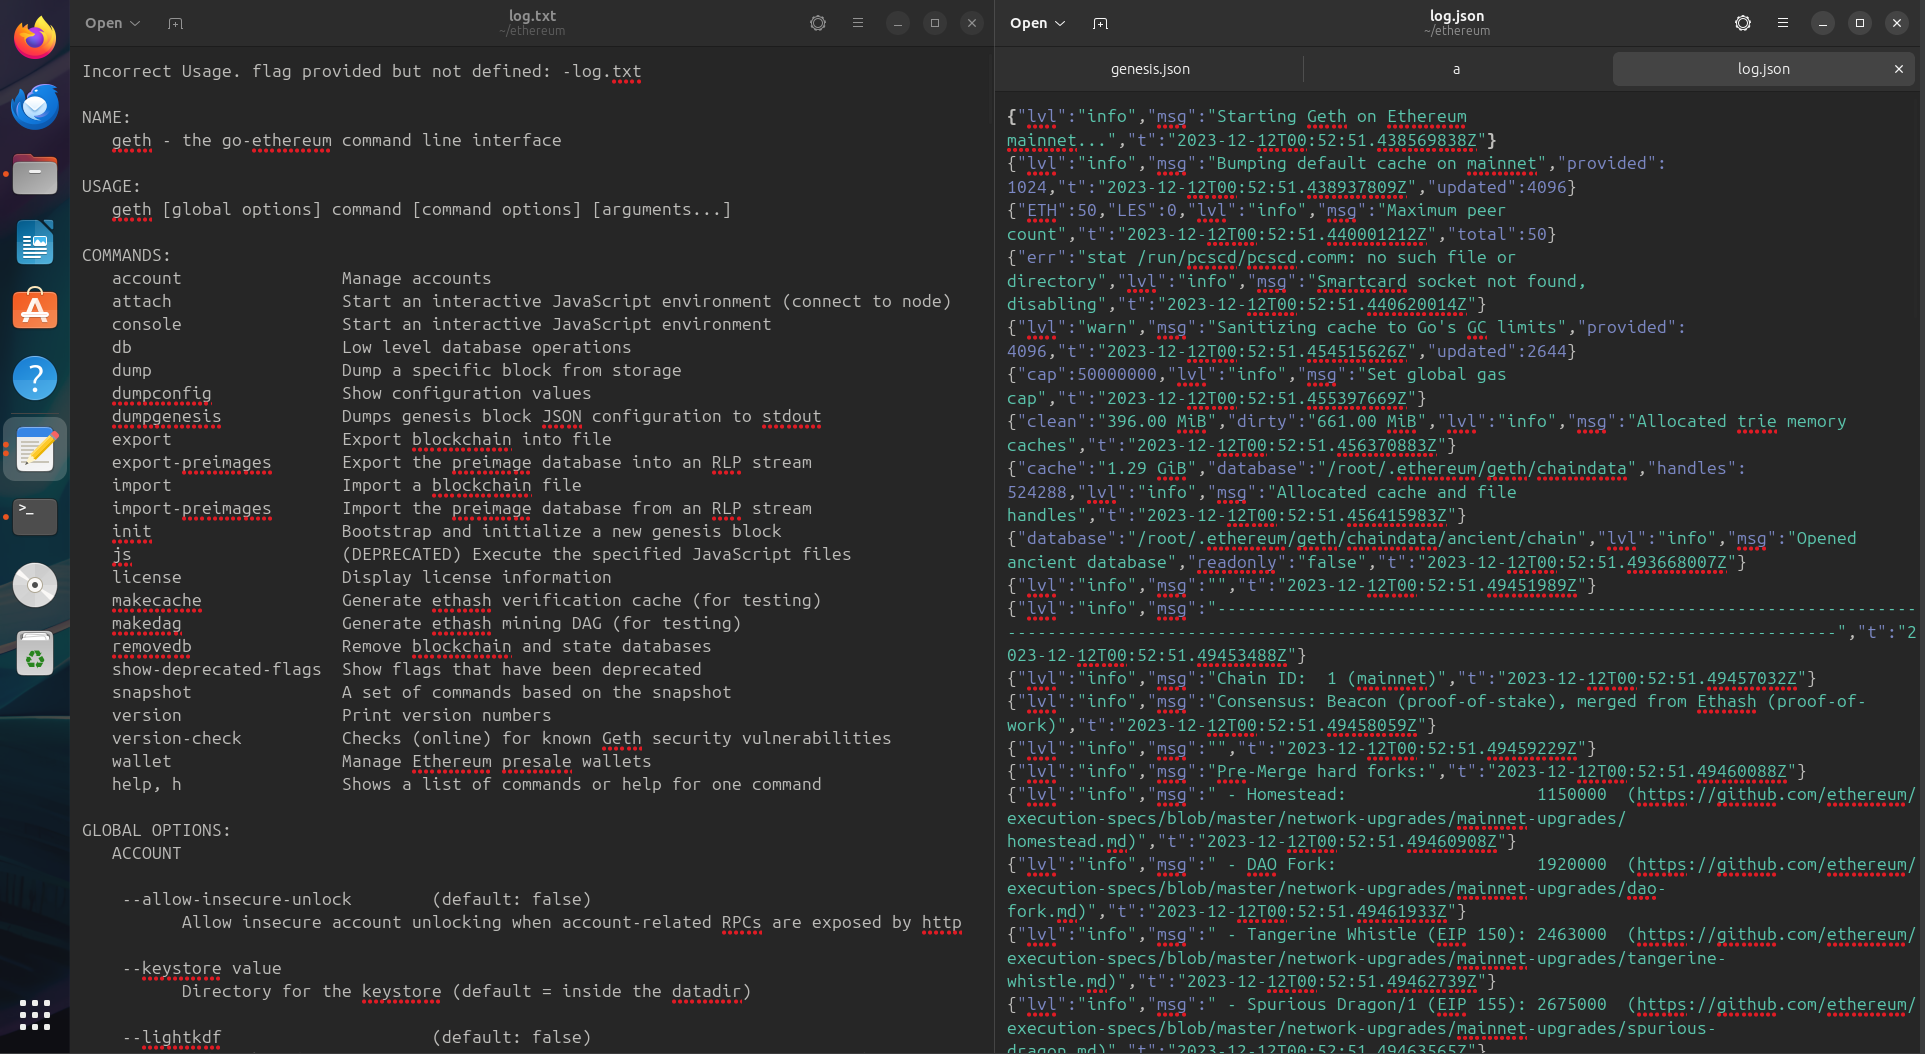 Open
log.txt
~/ethereum
Incorrect Usage. flag provided but not defined: -log.txt
NAME:
geth - the go-ethereum command line interface
USAGE:
geth [global options] command [command options] [arguments...]
COMMANDS:
account Manage accounts
attach Start an interactive JavaScript environment (connect to node)
console Start an interactive JavaScript environment
db Low level database operations
dump Dump a specific block from storage
dumpconfig Show configuration values
dumpgenesis Dumps genesis block JSON configuration to stdout
export Export blockchain into file
export-preimages Export the preimage database into an RLP stream
import Import a blockchain file
import-preimages Import the preimage database from an RLP stream
init Bootstrap and initialize a new genesis block
js (DEPRECATED) Execute the specified JavaScript files
license Display license information
makecache Generate ethash verification cache (for testing)
makedag Generate ethash mining DAG (for testing)
removedb Remove blockchain and state databases
show-deprecated-flags Show flags that have been deprecated
snapshot A set of commands based on the snapshot
version Print version numbers
version-check Checks (online) for known Geth security vulnerabilities
wallet Manage Ethereum presale wallets
help, h Shows a list of commands or help for one command
GLOBAL OPTIONS:
ACCOUNT
--allow-insecure-unlock (default: false)
Allow insecure account unlocking when account-related RPCs are exposed by http
--keystore value
Directory for the keystore (default = inside the datadir)
--lightkdf (default: false)
Open
log.json
~/ethereum
genesis.json a log.json
{"lvl":"info","msg":"Starting Geth on Ethereum
mainnet...","t":"2023-12-12T00:52:51.438569838Z"}
{"lvl":"info","msg":"Bumping default cache on mainnet","provided":
1024,"t":"2023-12-12T00:52:51.438937809Z","updated":4096}
{"ETH":50,"LES":0,"lvl":"info","msg":"Maximum peer
count","t":"2023-12-12T00:52:51.440001212Z","total":50}
{"err":"stat /run/pcscd/pcscd.comm: no such file or
directory","lvl":"info","msg":"Smartcard socket not found,
disabling","t":"2023-12-12T00:52:51.440620014Z"}
{"lvl":"warn","msg":"Sanitizing cache to Go's GC limits","provided":
4096,"t":"2023-12-12T00:52:51.454515626Z","updated":2644}
{"cap":50000000,"lvl":"info","msg":"Set global gas
cap","t":"2023-12-12T00:52:51.455397669Z"}
{"clean":"396.00 MiB","dirty":"661.00 MiB","lvl":"info","msg":"Allocated trie memory
caches","t":"2023-12-12T00:52:51.456370883Z"}
{"cache":"1.29 GiB","database":"/root/.ethereum/geth/chaindata","handles":
524288,"lvl":"info","msg":"Allocated cache and file
handles","t":"2023-12-12T00:52:51.456415983Z"}
{"database":"/root/.ethereum/geth/chaindata/ancient/chain","lvl":"info","msg":"Opened
ancient database","readonly":"false","t":"2023-12-12T00:52:51.493668007Z"}
{"lvl":"info","msg":"","t":"2023-12-12T00:52:51.49451989Z"}
{"lvl":"info","msg":"----------------------------------------------------------------------
-----------------------------------------------------------------------------------","t":"2
023-12-12T00:52:51.49453488Z"}
{"lvl":"info","msg":"Chain ID:  1 (mainnet)","t":"2023-12-12T00:52:51.49457032Z"}
{"lvl":"info","msg":"Consensus: Beacon (proof-of-stake), merged from Ethash (proof-of-
work)","t":"2023-12-12T00:52:51.49458059Z"}
{"lvl":"info","msg":"","t":"2023-12-12T00:52:51.49459229Z"}
{"lvl":"info","msg":"Pre-Merge hard forks:","t":"2023-12-12T00:52:51.49460088Z"}
{"lvl":"info","msg":" - Homestead:                   1150000  (https://github.com/ethereum/
execution-specs/blob/master/network-upgrades/mainnet-upgrades/
homestead.md)","t":"2023-12-12T00:52:51.49460908Z"}
{"lvl":"info","msg":" - DAO Fork:                    1920000  (https://github.com/ethereum/
execution-specs/blob/master/network-upgrades/mainnet-upgrades/dao-
fork.md)","t":"2023-12-12T00:52:51.49461933Z"}
{"lvl":"info","msg":" - Tangerine Whistle (EIP 150): 2463000  (https://github.com/ethereum/
execution-specs/blob/master/network-upgrades/mainnet-upgrades/tangerine-
whistle.md)","t":"2023-12-12T00:52:51.49462739Z"}
{"lvl":"info","msg":" - Spurious Dragon/1 (EIP 155): 2675000  (https://github.com/ethereum/
execution-specs/blob/master/network-upgrades/mainnet-upgrades/spurious-
dragon.md)","t":"2023-12-12T00:52:51.49463565Z"}